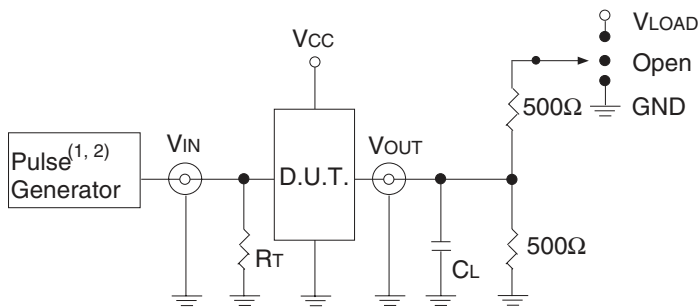 VLOAD
VCC
Open
500Ω
GND
Pulse(1, 2)
Generator
VIN
D.U.T.
VOUT
RT
CL
500Ω